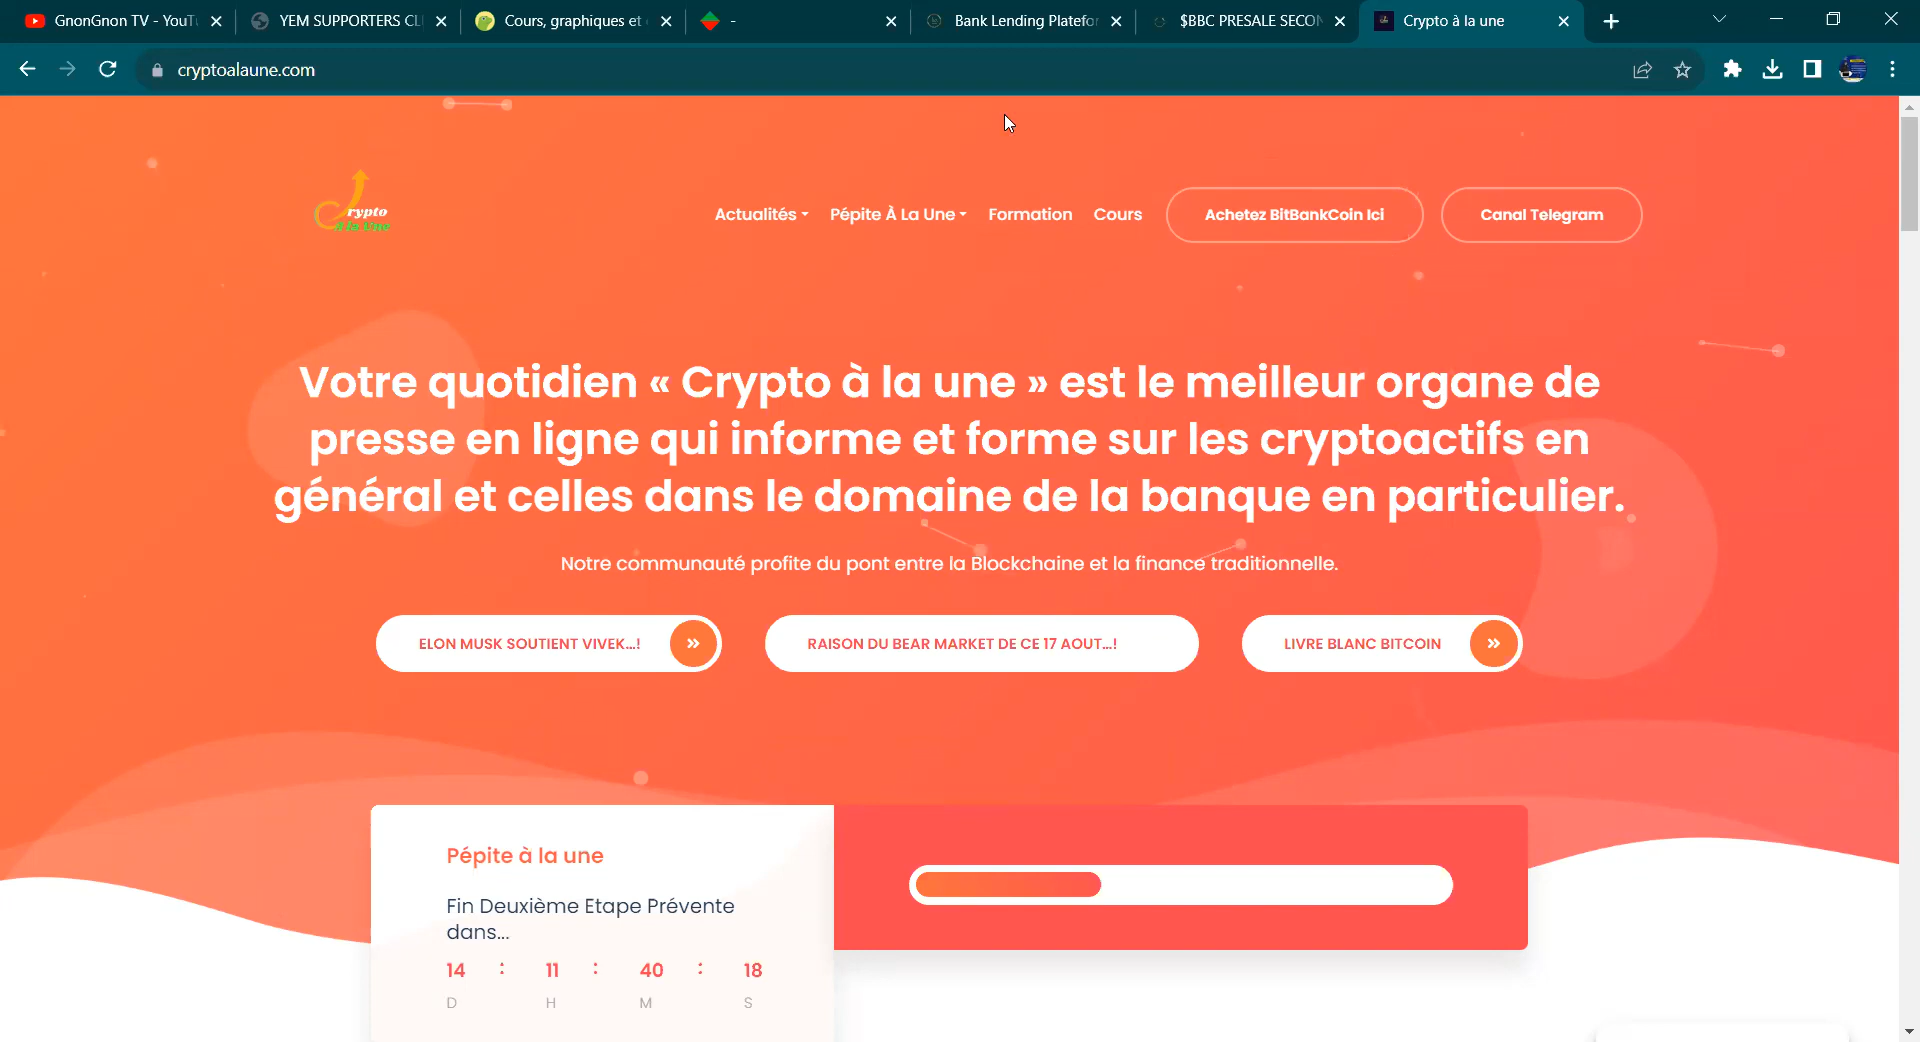 GnonGnon TV - YouT
YEM SUPPORTERS CL
Cours, graphiques et
-
Bank Lending Platefo
$BBC PRESALE SECON
Crypto à la une
cryptoalaune.com
Crypto
à la Une
Actualités
Pépite À La Une
Formation
Cours
Achetez BitBankCoin Ici
Canal Telegram
Votre quotidien « Crypto à la une » est le meilleur organe de
presse en ligne qui informe et forme sur les cryptoactifs en
général et celles dans le domaine de la banque en particulier.
Notre communauté profite du pont entre la Blockchaine et la finance traditionnelle.
ELON MUSK SOUTIENT VIVEK...!
RAISON DU BEAR MARKET DE CE 17 AOUT...!
LIVRE BLANC BITCOIN
Pépite à la une
Fin Deuxième Etape Prévente
dans...
14 : 11 : 40 : 18
D H M S